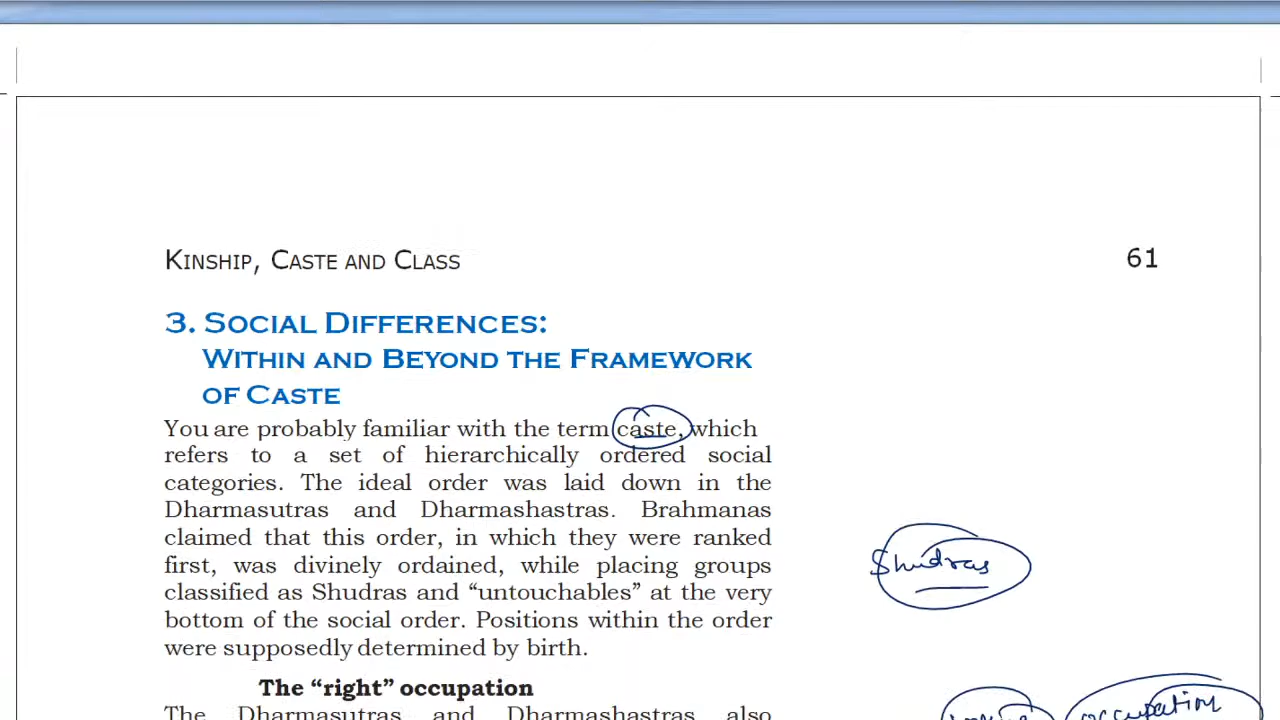 KINSHIP, CASTE AND CLASS 61
3. SOCIAL DIFFERENCES:
WITHIN AND BEYOND THE FRAMEWORK
OF CASTE
You are probably familiar with the term caste, which
refers to a set of hierarchically ordered social
categories. The ideal order was laid down in the
Dharmasutras and Dharmashastras. Brahmanas
claimed that this order, in which they were ranked
first, was divinely ordained, while placing groups
classified as Shudras and “untouchables” at the very
bottom of the social order. Positions within the order
were supposedly determined by birth.
Shudras
The “right” occupation
The Dharmasutras and Dharmashastras also
occupation